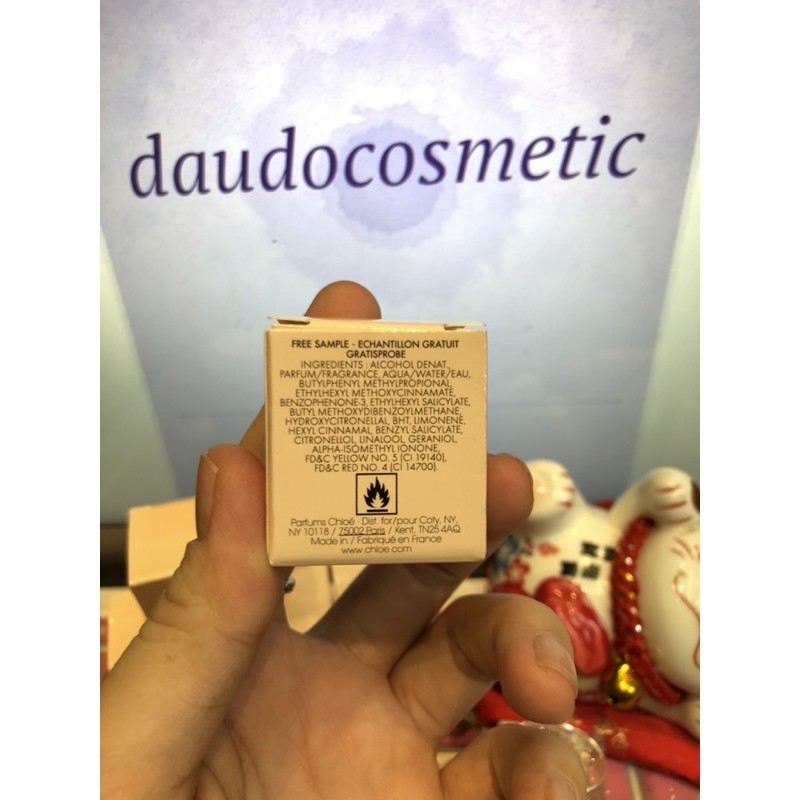 daudocosmetic
FREE SAMPLE - ECHANTILLON GRATUIT
GRATISPROBE
INGREDIENTS : ALCOHOL DENAT.,
PARFUM/FRAGRANCE, AQUA/WATER/EAU,
BUTYLPHENYL METHYLPROPIONAL,
ETHYLHEXYL METHOXYCINNAMATE,
BENZOPHENONE-3, ETHYLHEXYL SALICYLATE,
BUTYL METHOXYDIBENZOYLMETHANE,
HYDROXYCITRONELLAL, BHT, LIMONENE,
HEXYL CINNAMAL, BENZYL SALICYLATE,
CITRONELLOL, LINALOOL, GERANIOL,
ALPHA-ISOMETHYL IONONE,
FD&C YELLOW NO. 5 (CI 19140),
FD&C RED NO. 4 (CI 14700).
Parfums Chloé - Dist. for/pour Coty, NY,
NY 10118 / 75002 Paris / Kent, TN25 4AQ
Made in / Fabriqué en France
www.chloe.com